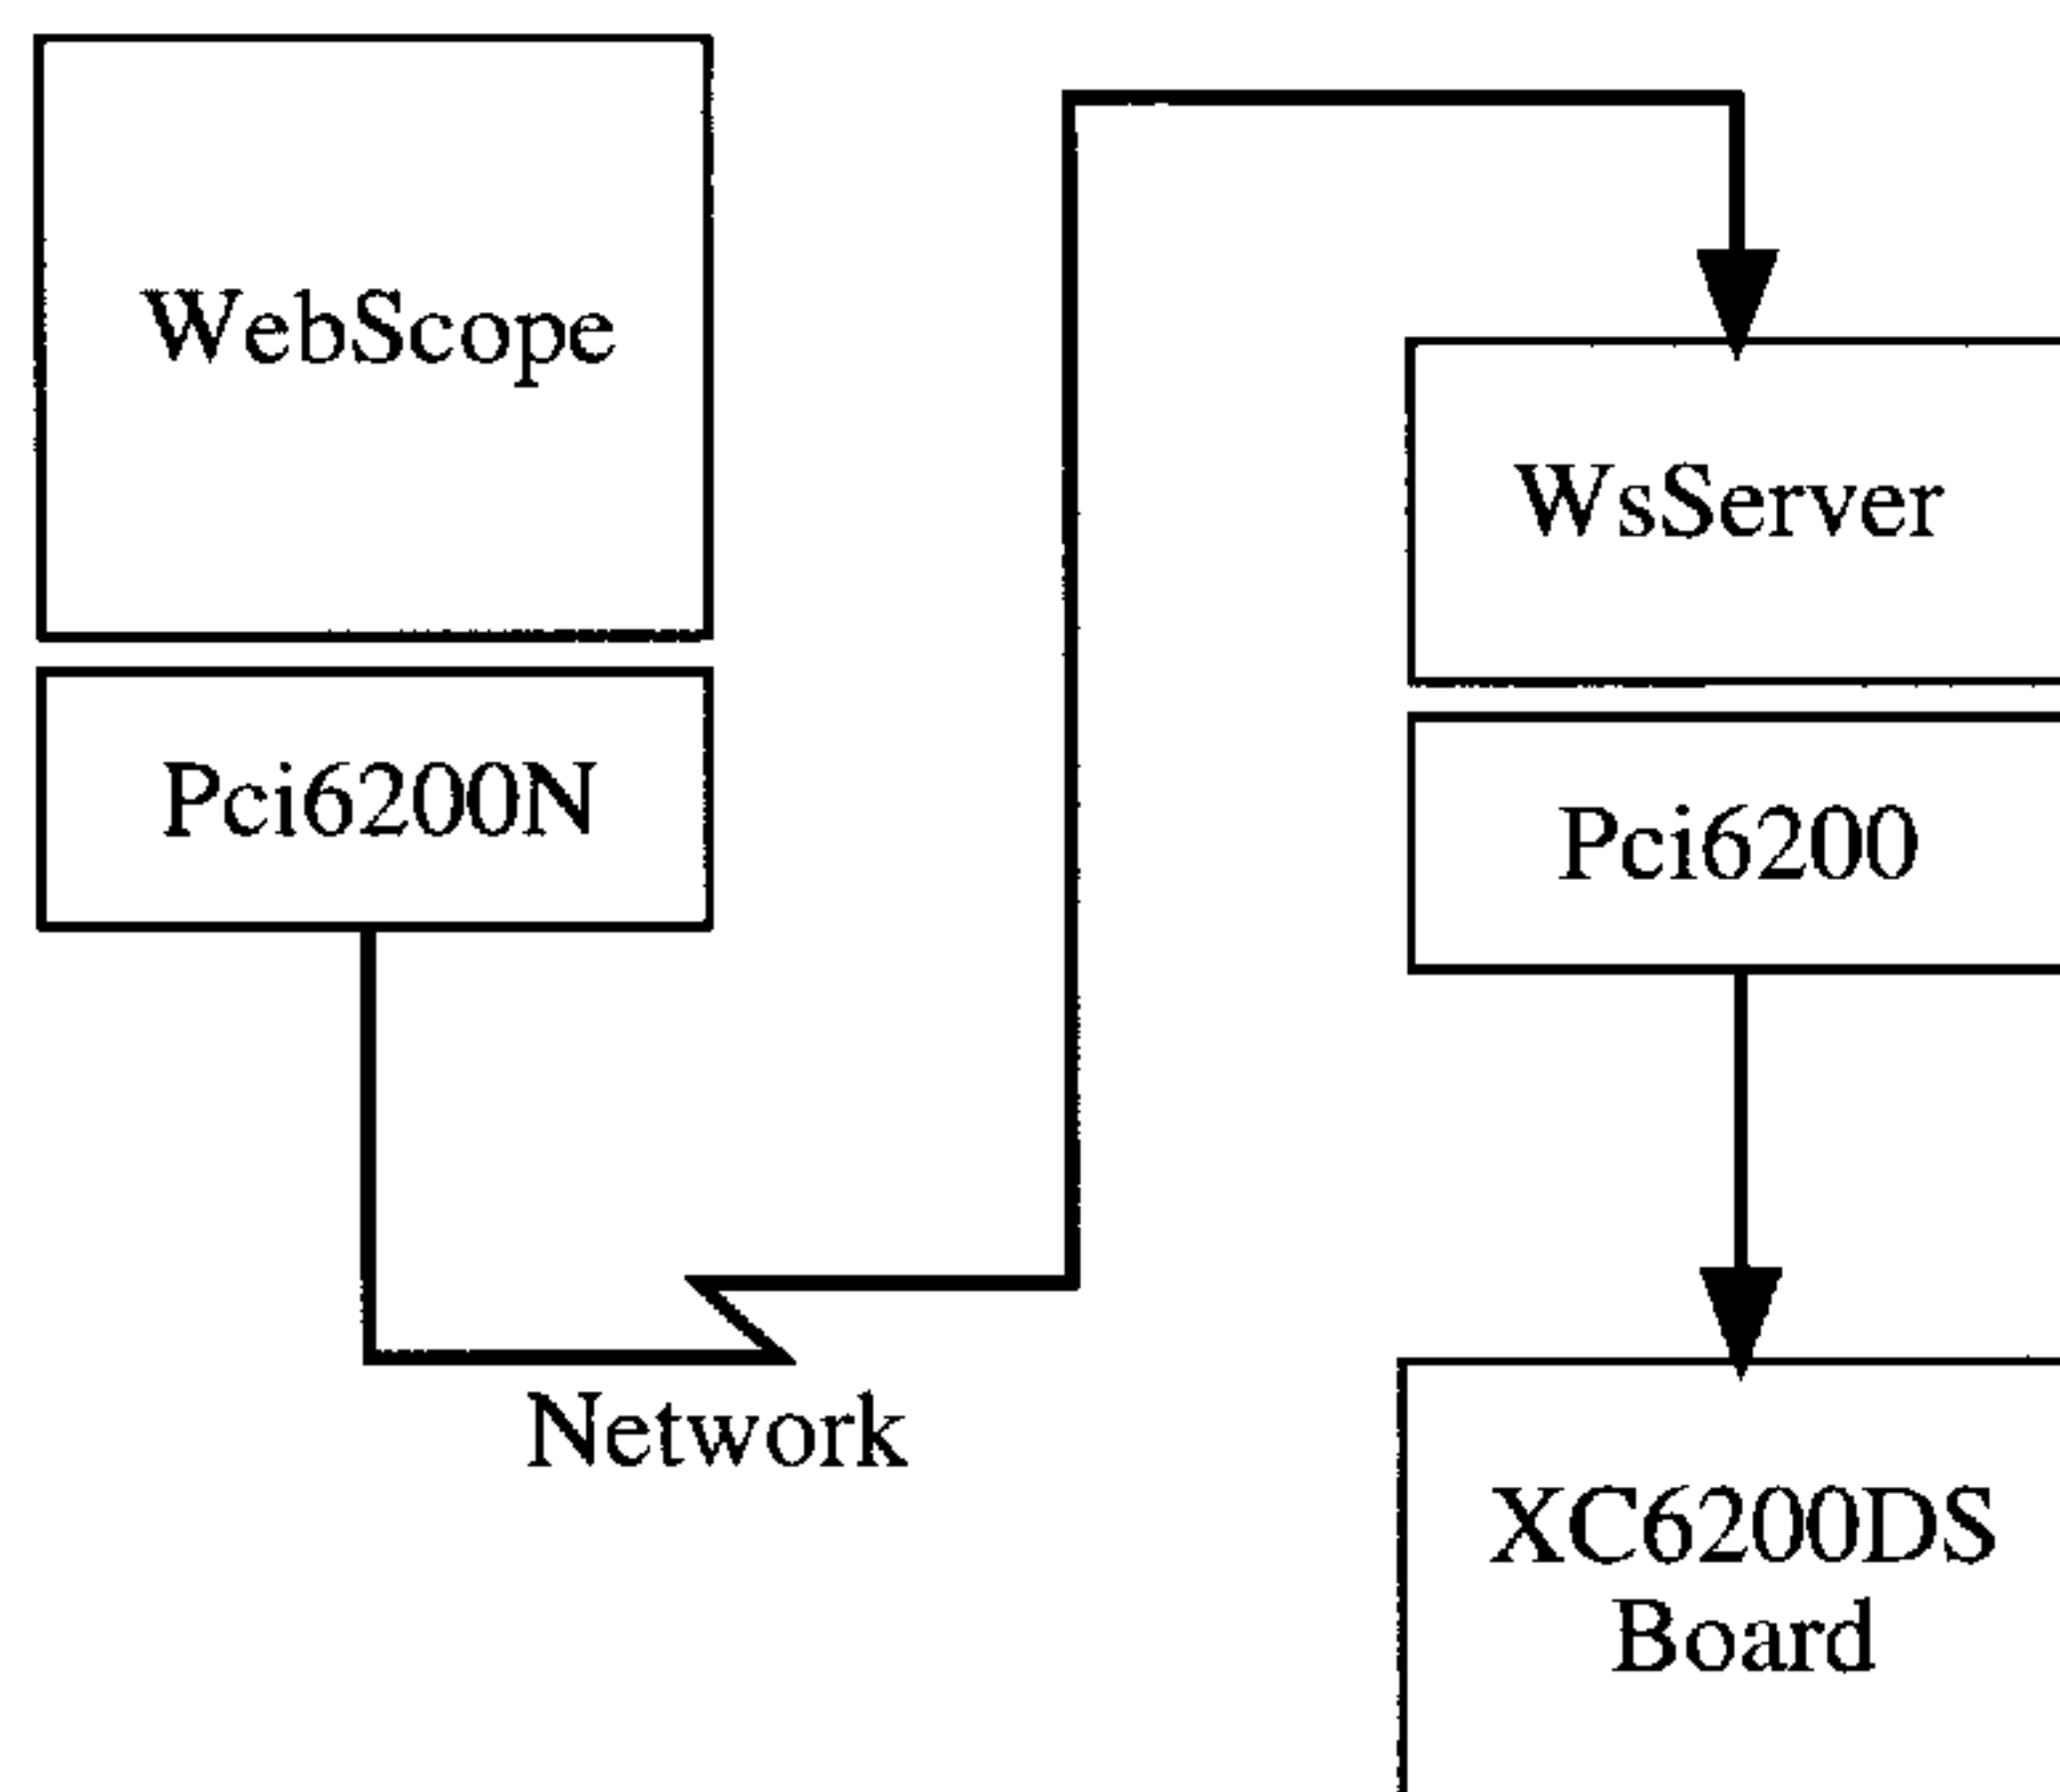 WebScope
Pci6200N
Network
WsServer
Pci6200
XC6200DS
Board